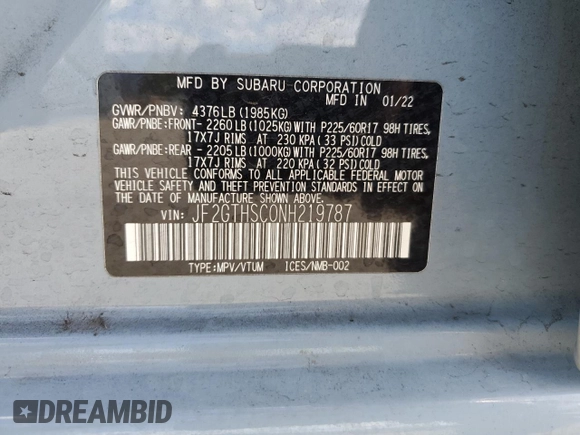 MFD BY SUBARU CORPORATION
MFD IN 01/22
GVWR/PNBV: 4376LB(1985KG)
GAWR/PNBE:FRONT-2260LB(1025KG)WITH P225/60R17 98H TIRES,
17X7J RIMS AT 230 KPA(33 PSI)COLD
GAWR/PNBE:REAR -2205LB(1000KG)WITH P225/60R17 98H TIRES,
17X7J RIMS AT 220 KPA(32 PSI)COLD
THIS VEHICLE CONFORMS TO ALL APPLICABLE FEDERAL MOTOR
VEHICLE SAFETY AND THEFT PREVENTION STANDARDS IN EFFECT ON
THE DATE OF MANUFACTURE SHOWN ABOVE.
VIN: JF2GTHSC0NH219787
TYPE:MPV/VTUM ICES/NMB-002
DREAMBID